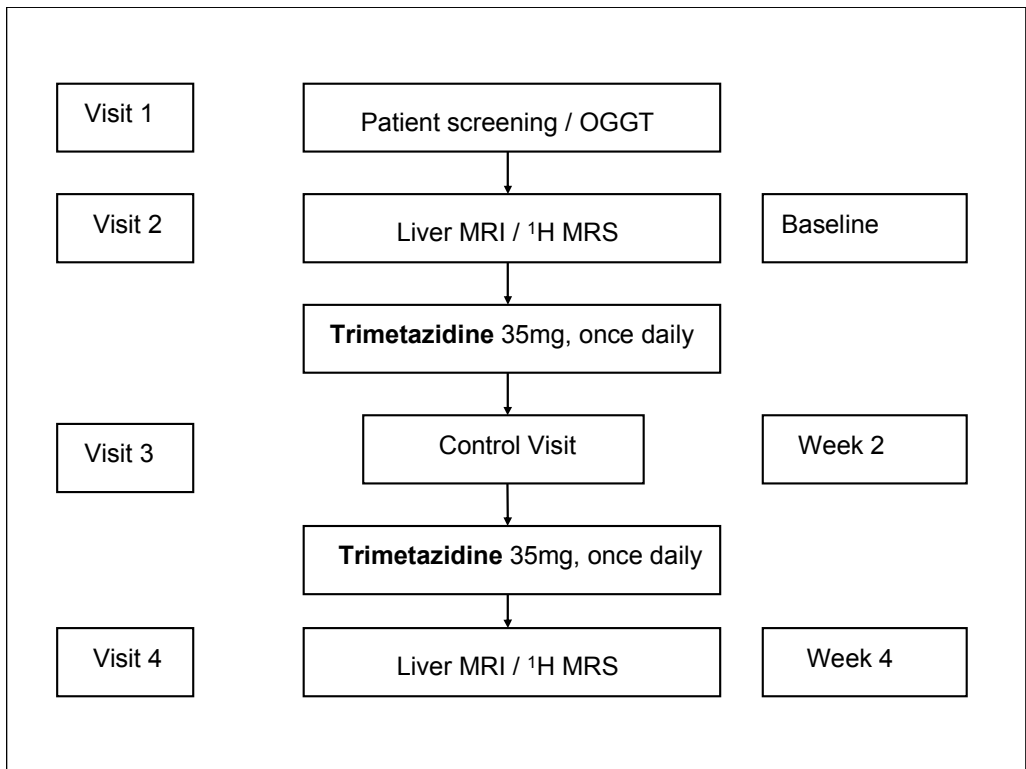 Visit 1
Patient screening / OGGT
Visit 2
Liver MRI / ¹H MRS
Baseline
Trimetazidine 35mg, once daily
Visit 3
Control Visit
Week 2
Trimetazidine 35mg, once daily
Visit 4
Liver MRI / ¹H MRS
Week 4